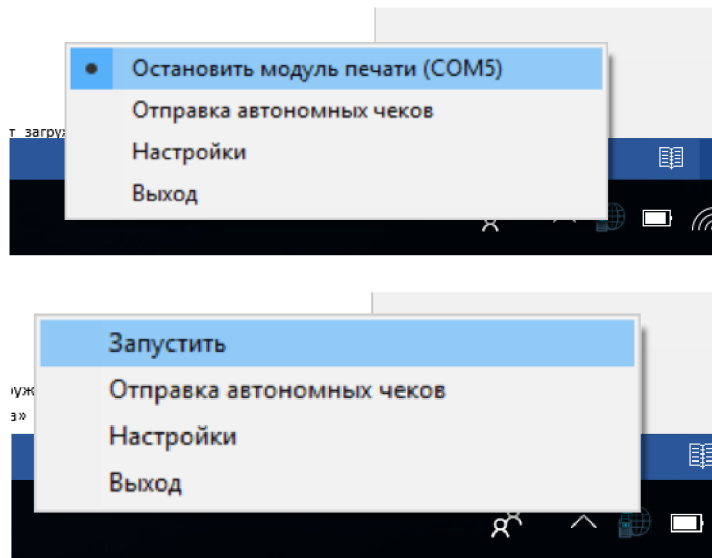 Остановить модуль печати (COM5)
Отправка автономных чеков
Настройки
Выход
Запустить
Отправка автономных чеков
Настройки
Выход